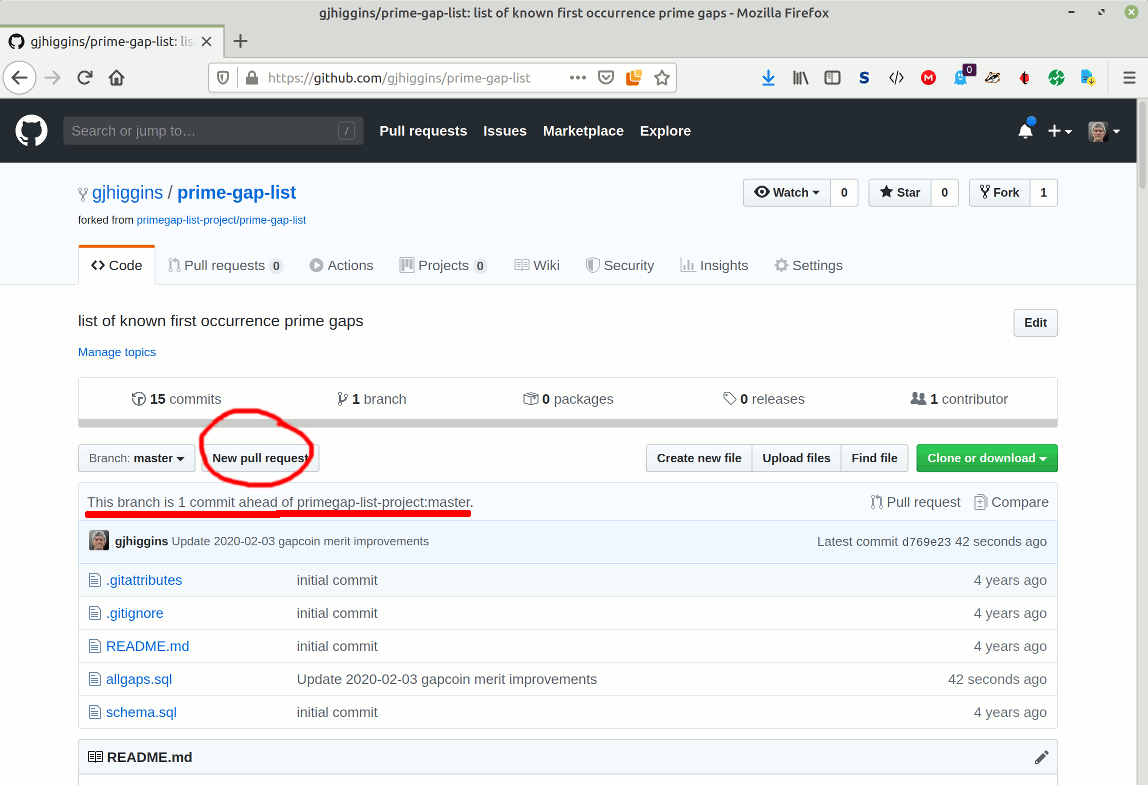 gjhiggins/prime-gap-list: list of known first occurrence prime gaps - Mozilla Firefox
gjhiggins/prime-gap-list: lis
https://github.com/gjhiggins/prime-gap-list
S
M
0
t
Search or jump to…
/
Pull requests Issues Marketplace Explore
gjhiggins / prime-gap-list
Watch 0 Star 0 Fork 1
forked from primegap-list-project/prime-gap-list
Code Pull requests 0 Actions Projects 0 Wiki Security Insights Settings
list of known first occurrence prime gaps
Edit
Manage topics
15 commits 1 branch 0 packages 0 releases 1 contributor
Branch: master New pull request Create new file Upload files Find file Clone or download
This branch is 1 commit ahead of primegap-list-project:master. Pull request Compare
gjhiggins Update 2020-02-03 gapcoin merit improvements Latest commit d769e23 42 seconds ago
.gitattributes initial commit 4 years ago
.gitignore initial commit 4 years ago
README.md initial commit 4 years ago
allgaps.sql Update 2020-02-03 gapcoin merit improvements 42 seconds ago
schema.sql initial commit 4 years ago
README.md